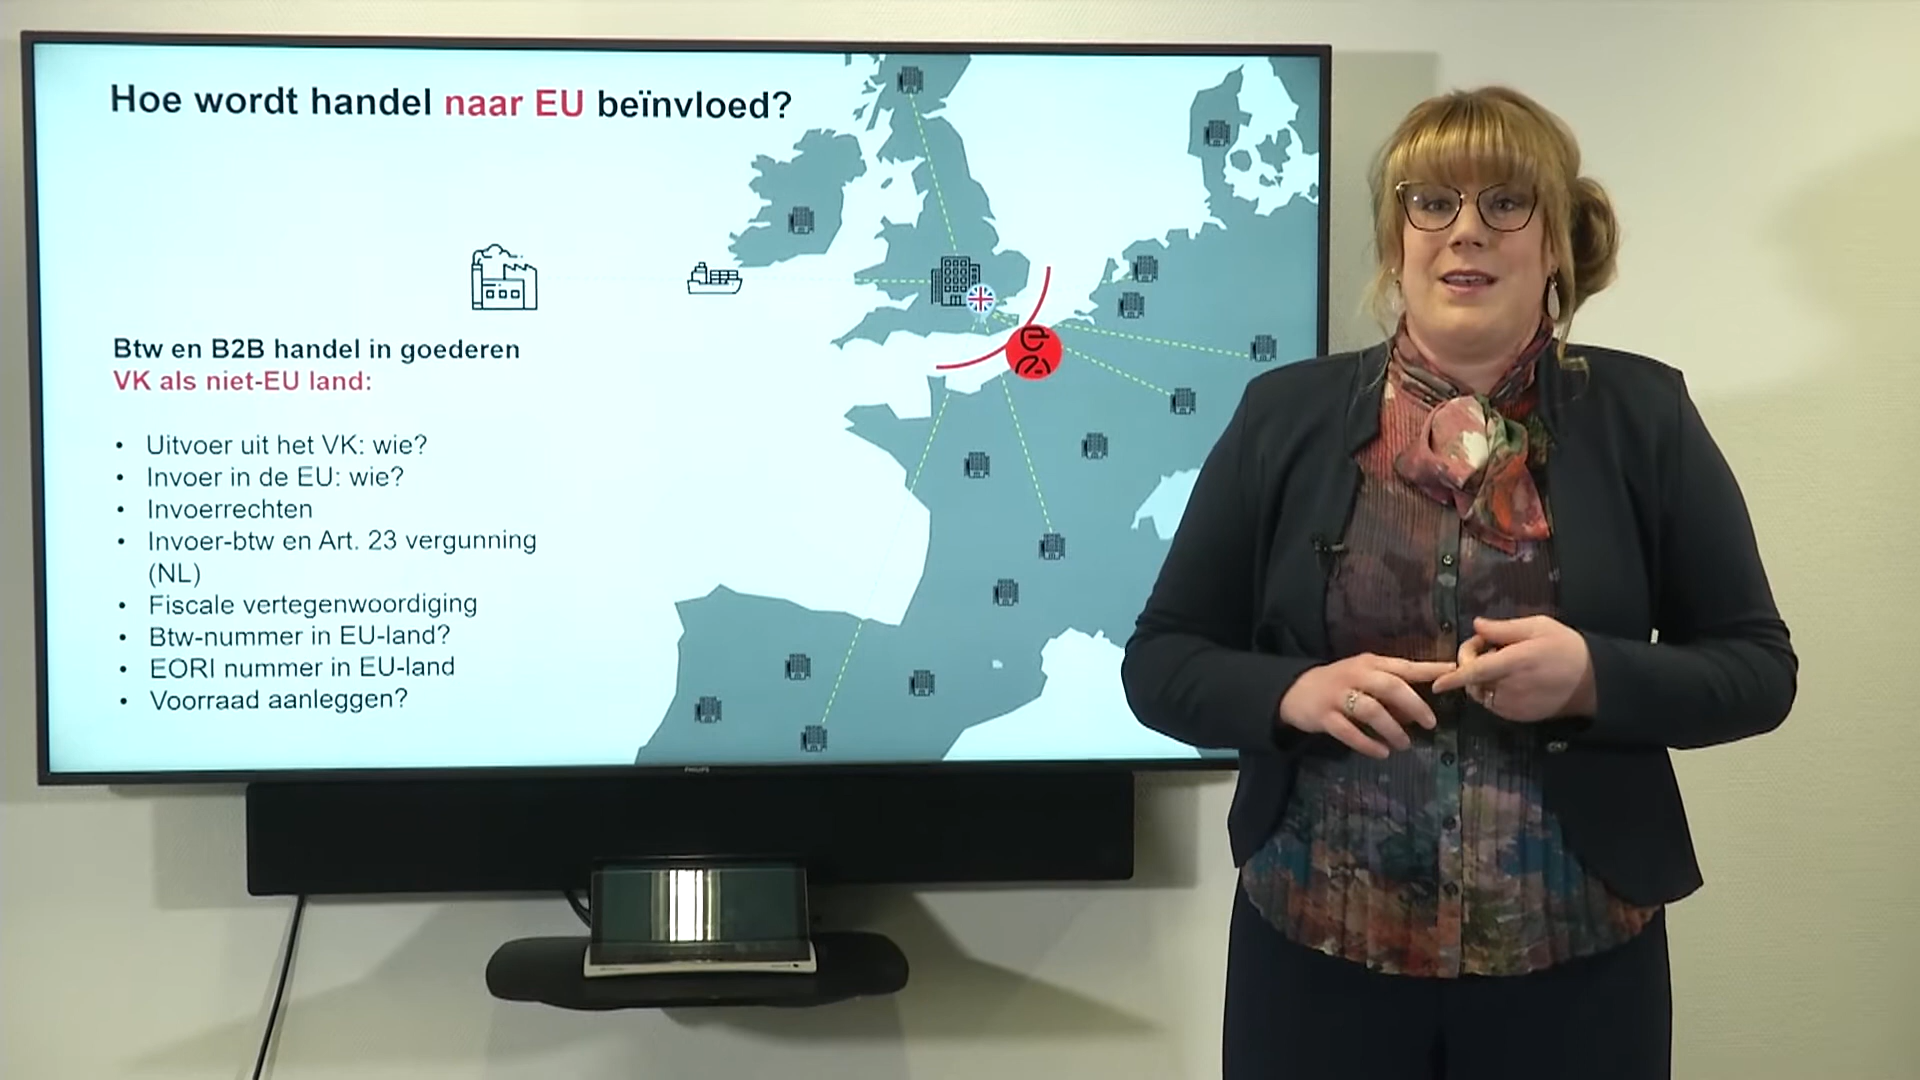 Hoe wordt handel naar EU beïnvloed?
Btw en B2B handel in goederen
VK als niet-EU land:
• Uitvoer uit het VK: wie?
• Invoer in de EU: wie?
• Invoerrechten
• Invoer-btw en Art. 23 vergunning
(NL)
• Fiscale vertegenwoordiging
• Btw-nummer in EU-land?
• EORI nummer in EU-land
• Voorraad aanleggen?
PHILIPS